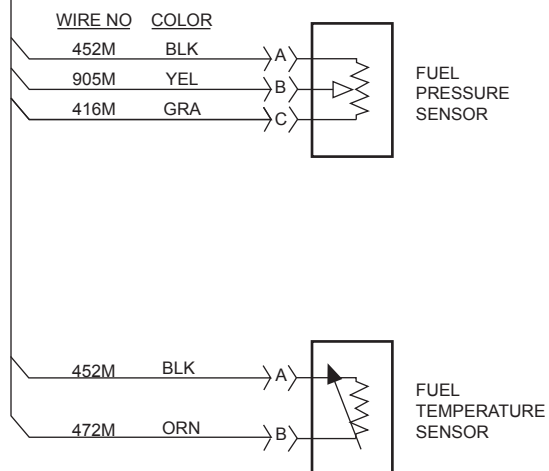 WIRE NO COLOR
452M BLK A
905M YEL B
416M GRA C
FUEL
PRESSURE
SENSOR
452M BLK A
472M ORN B
FUEL
TEMPERATURE
SENSOR